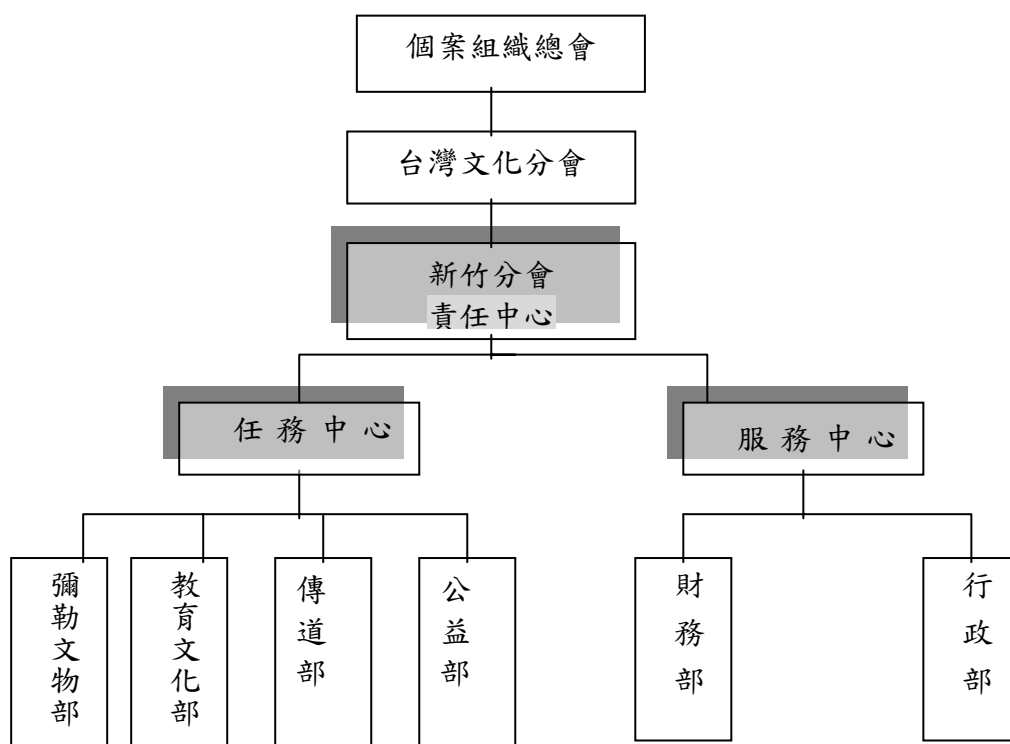 個案組織總會
台灣文化分會
新竹分會
責任中心
任務中心
服務中心
彌勒文物部
教育文化部
傳道部
公益部
財務部
行政部